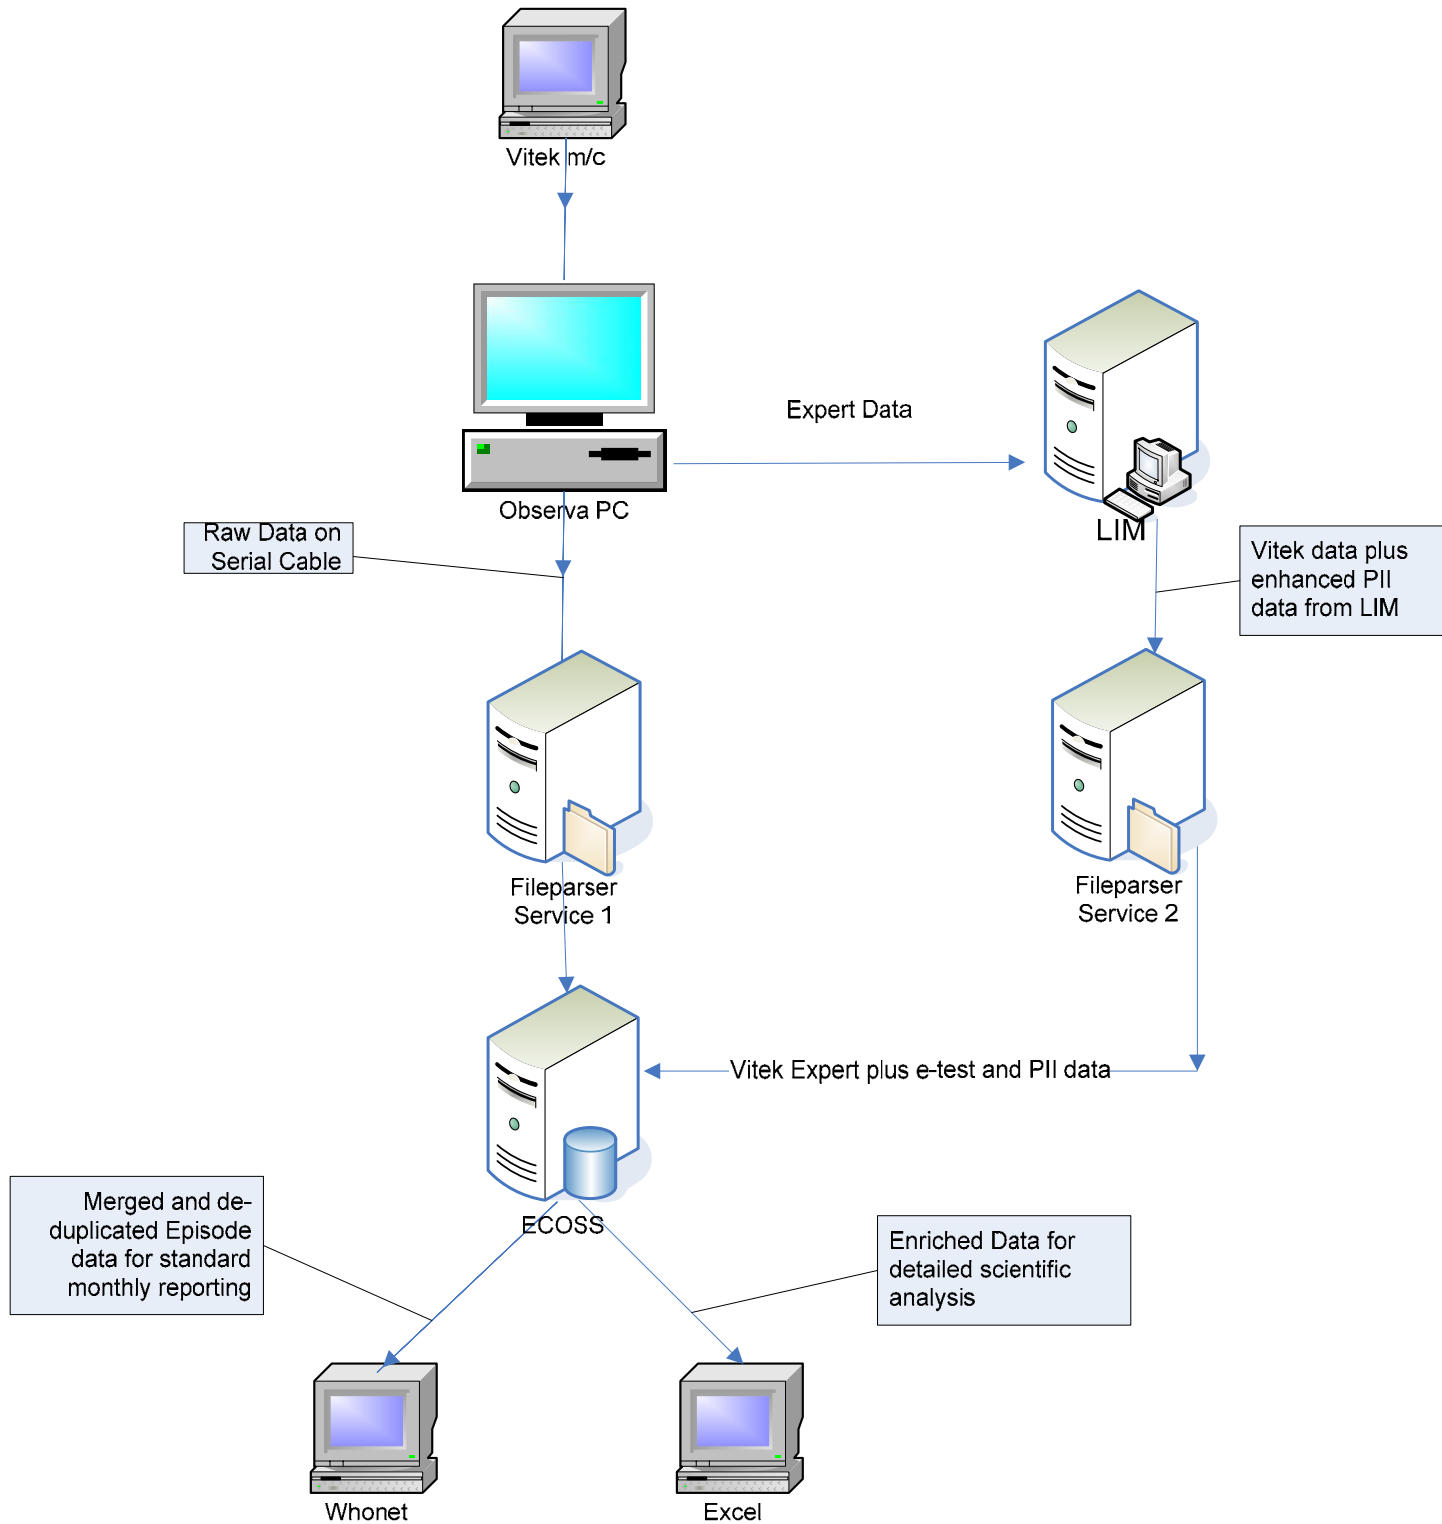 Vitek m/c
Expert Data
Observa PC
LIM
Raw Data on
Serial Cable
Vitek data plus
enhanced PII
data from LIM
Fileparser
Service 1
Fileparser
Service 2
Vitek Expert plus e-test and PII data
ECOSS
Merged and de-
duplicated Episode
data for standard
monthly reporting
Enriched Data for
detailed scientific
analysis
Whonet
Excel